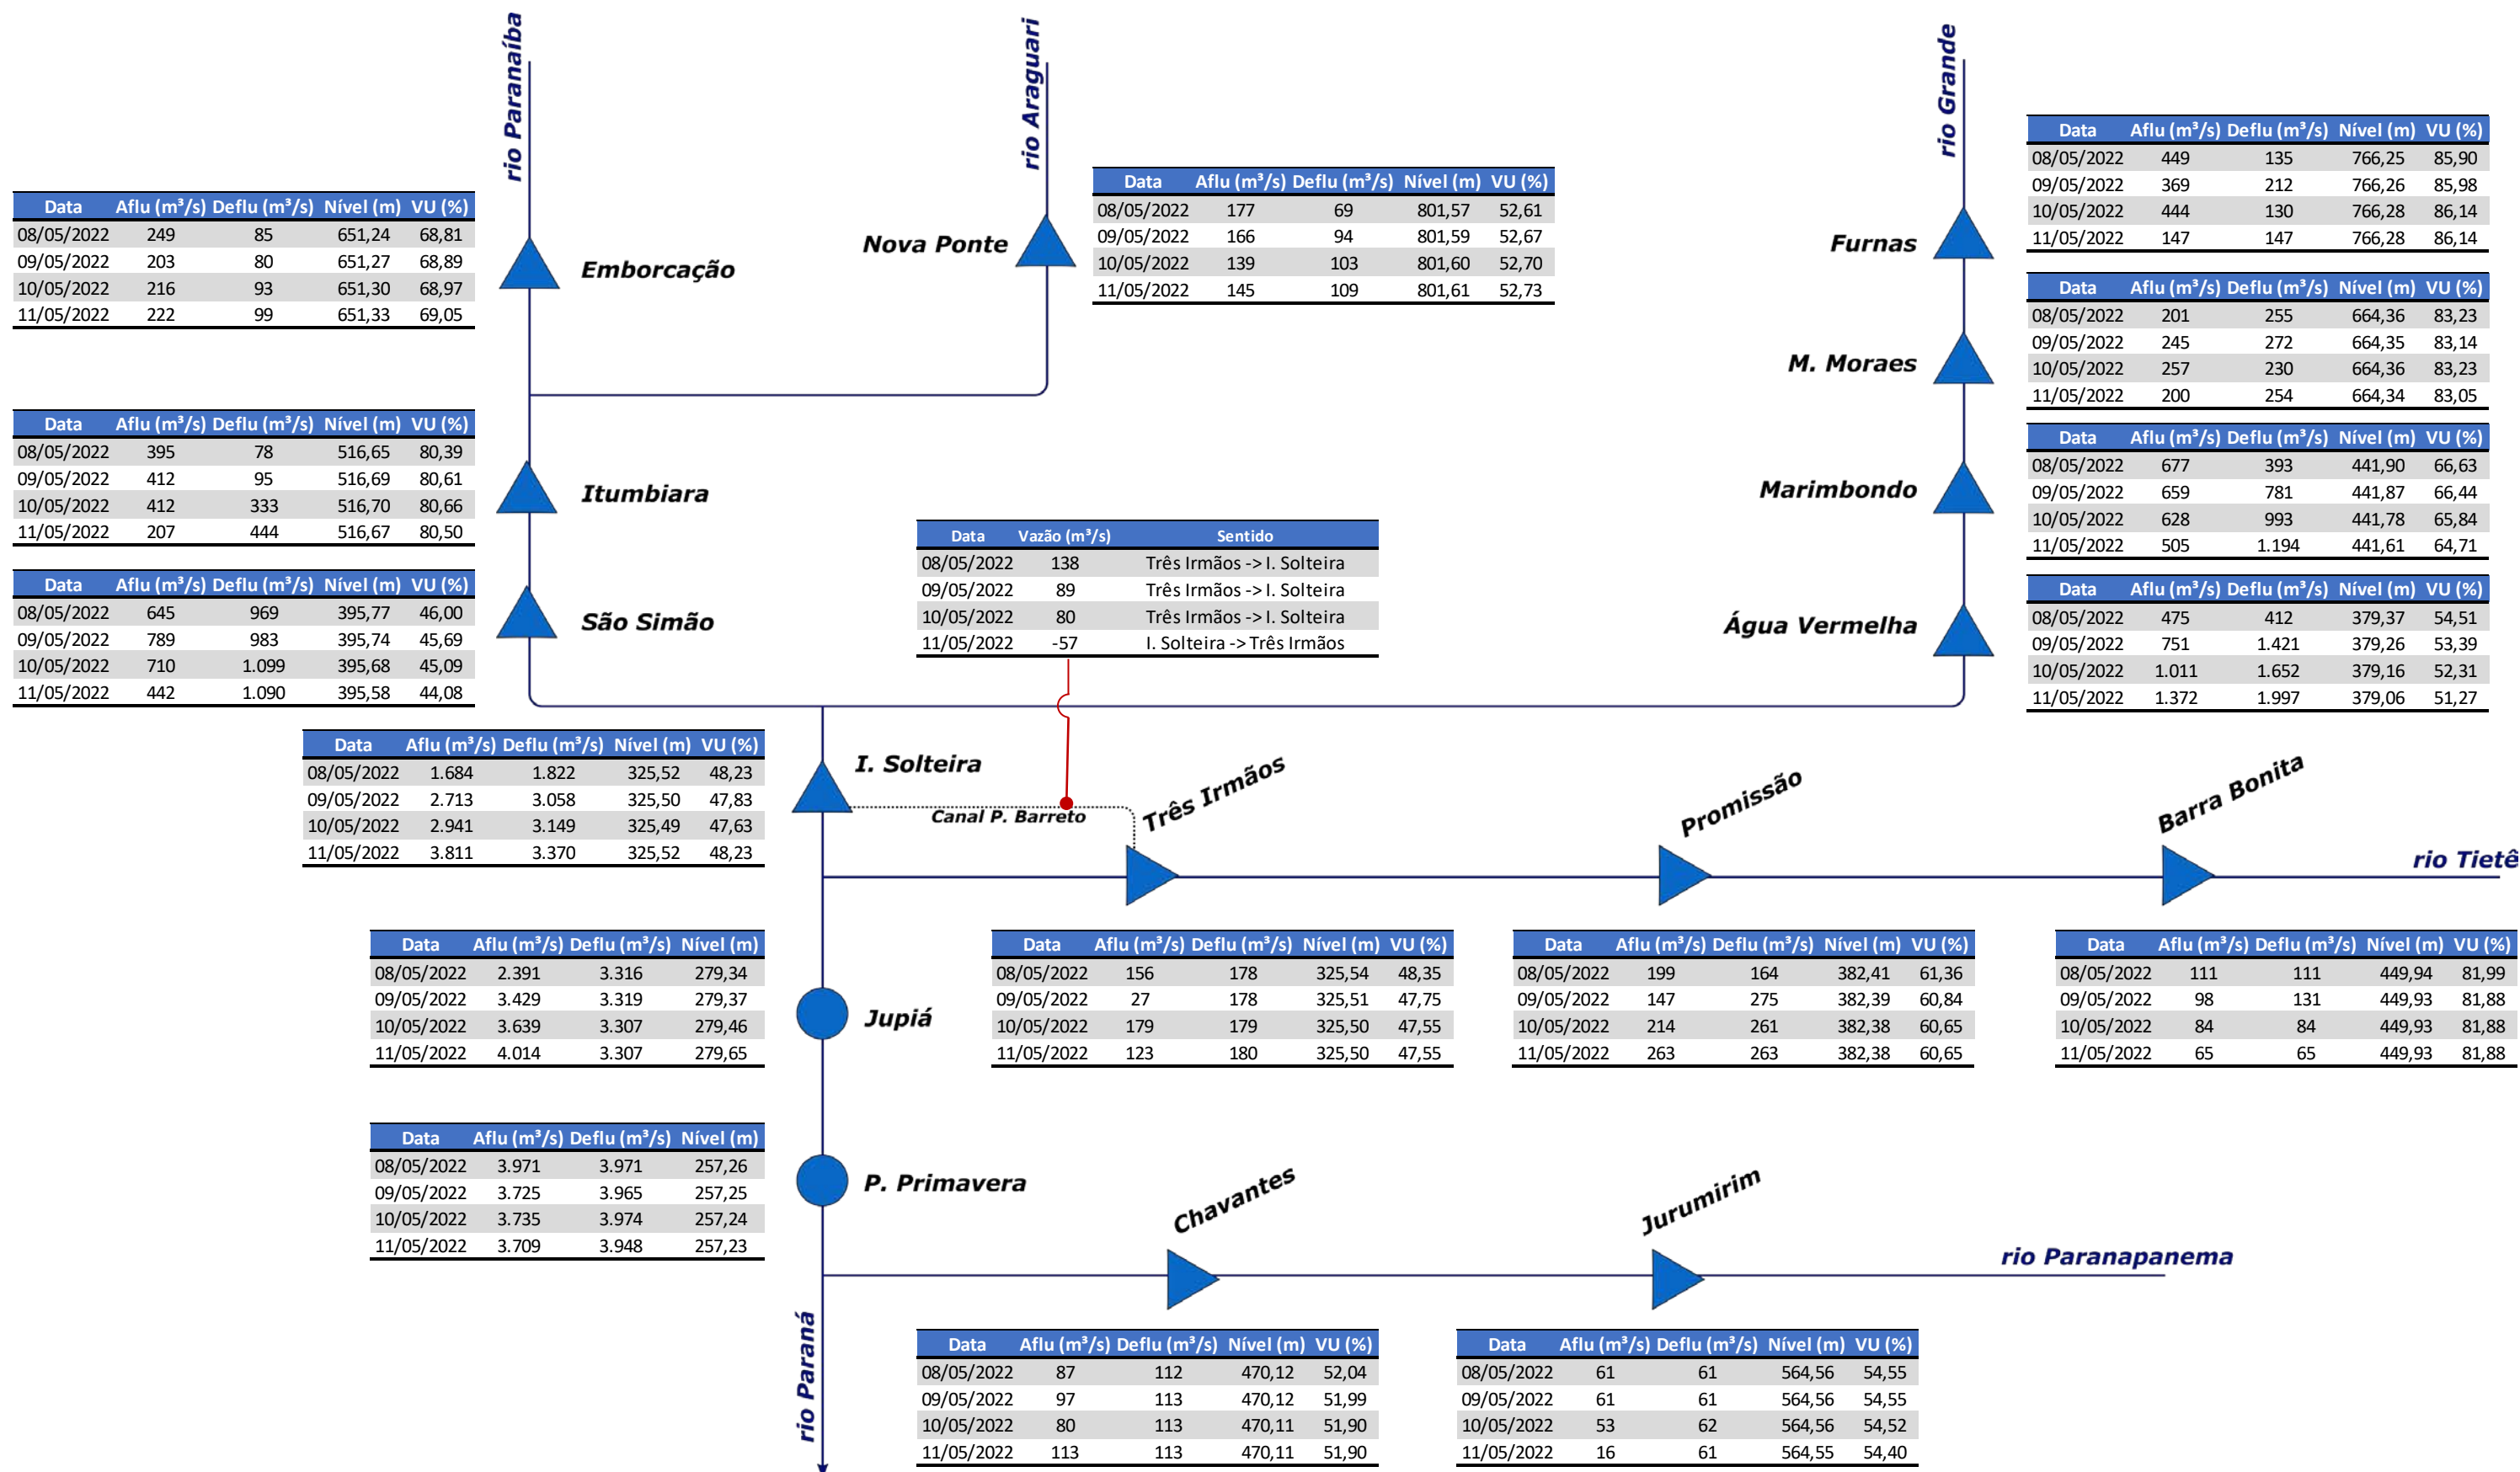 rio Paranaíba
rio Araguari
rio Grande
Data Aflu (m³/s) Deflu (m³/s) Nível (m) VU (%)
08/05/2022 249 85 651,24 68,81
09/05/2022 203 80 651,27 68,89
10/05/2022 216 93 651,30 68,97
11/05/2022 222 99 651,33 69,05
Emborcação
Nova Ponte
Data Aflu (m³/s) Deflu (m³/s) Nível (m) VU (%)
08/05/2022 177 69 801,57 52,61
09/05/2022 166 94 801,59 52,67
10/05/2022 139 103 801,60 52,70
11/05/2022 145 109 801,61 52,73
Furnas
Data Aflu (m³/s) Deflu (m³/s) Nível (m) VU (%)
08/05/2022 449 135 766,25 85,90
09/05/2022 369 212 766,26 85,98
10/05/2022 444 130 766,28 86,14
11/05/2022 147 147 766,28 86,14
M. Moraes
Data Aflu (m³/s) Deflu (m³/s) Nível (m) VU (%)
08/05/2022 201 255 664,36 83,23
09/05/2022 245 272 664,35 83,14
10/05/2022 257 230 664,36 83,23
11/05/2022 200 254 664,34 83,05
Data Aflu (m³/s) Deflu (m³/s) Nível (m) VU (%)
08/05/2022 395 78 516,65 80,39
09/05/2022 412 95 516,69 80,61
10/05/2022 412 333 516,70 80,66
11/05/2022 207 444 516,67 80,50
Itumbiara
Marimbondo
Data Aflu (m³/s) Deflu (m³/s) Nível (m) VU (%)
08/05/2022 677 393 441,90 66,63
09/05/2022 659 781 441,87 66,44
10/05/2022 628 993 441,78 65,84
11/05/2022 505 1.194 441,61 64,71
Data Aflu (m³/s) Deflu (m³/s) Nível (m) VU (%)
08/05/2022 645 969 395,77 46,00
09/05/2022 789 983 395,74 45,69
10/05/2022 710 1.099 395,68 45,09
11/05/2022 442 1.090 395,58 44,08
São Simão
Data Vazão (m³/s) Sentido
08/05/2022 138 Três Irmãos -> I. Solteira
09/05/2022 89 Três Irmãos -> I. Solteira
10/05/2022 80 Três Irmãos -> I. Solteira
11/05/2022 -57 I. Solteira -> Três Irmãos
Água Vermelha
Data Aflu (m³/s) Deflu (m³/s) Nível (m) VU (%)
08/05/2022 475 412 379,37 54,51
09/05/2022 751 1.421 379,26 53,39
10/05/2022 1.011 1.652 379,16 52,31
11/05/2022 1.372 1.997 379,06 51,27
Data Aflu (m³/s) Deflu (m³/s) Nível (m) VU (%)
08/05/2022 1.684 1.822 325,52 48,23
09/05/2022 2.713 3.058 325,50 47,83
10/05/2022 2.941 3.149 325,49 47,63
11/05/2022 3.811 3.370 325,52 48,23
I. Solteira
Canal P. Barreto
Três Irmãos
Promissão
Barra Bonita
rio Tietê
Data Aflu (m³/s) Deflu (m³/s) Nível (m)
08/05/2022 2.391 3.316 279,34
09/05/2022 3.429 3.319 279,37
10/05/2022 3.639 3.307 279,46
11/05/2022 4.014 3.307 279,65
Jupiá
Data Aflu (m³/s) Deflu (m³/s) Nível (m) VU (%)
08/05/2022 156 178 325,54 48,35
09/05/2022 27 178 325,51 47,75
10/05/2022 179 179 325,50 47,55
11/05/2022 123 180 325,50 47,55
Data Aflu (m³/s) Deflu (m³/s) Nível (m) VU (%)
08/05/2022 199 164 382,41 61,36
09/05/2022 147 275 382,39 60,84
10/05/2022 214 261 382,38 60,65
11/05/2022 263 263 382,38 60,65
Data Aflu (m³/s) Deflu (m³/s) Nível (m) VU (%)
08/05/2022 111 111 449,94 81,99
09/05/2022 98 131 449,93 81,88
10/05/2022 84 84 449,93 81,88
11/05/2022 65 65 449,93 81,88
Data Aflu (m³/s) Deflu (m³/s) Nível (m)
08/05/2022 3.971 3.971 257,26
09/05/2022 3.725 3.965 257,25
10/05/2022 3.735 3.974 257,24
11/05/2022 3.709 3.948 257,23
P. Primavera
Chavantes
Jurumirim
rio Paranapanema
rio Paraná
Data Aflu (m³/s) Deflu (m³/s) Nível (m) VU (%)
08/05/2022 87 112 470,12 52,04
09/05/2022 97 113 470,12 51,99
10/05/2022 80 113 470,11 51,90
11/05/2022 113 113 470,11 51,90
Data Aflu (m³/s) Deflu (m³/s) Nível (m) VU (%)
08/05/2022 61 61 564,56 54,55
09/05/2022 61 61 564,56 54,55
10/05/2022 53 62 564,56 54,52
11/05/2022 16 61 564,55 54,40